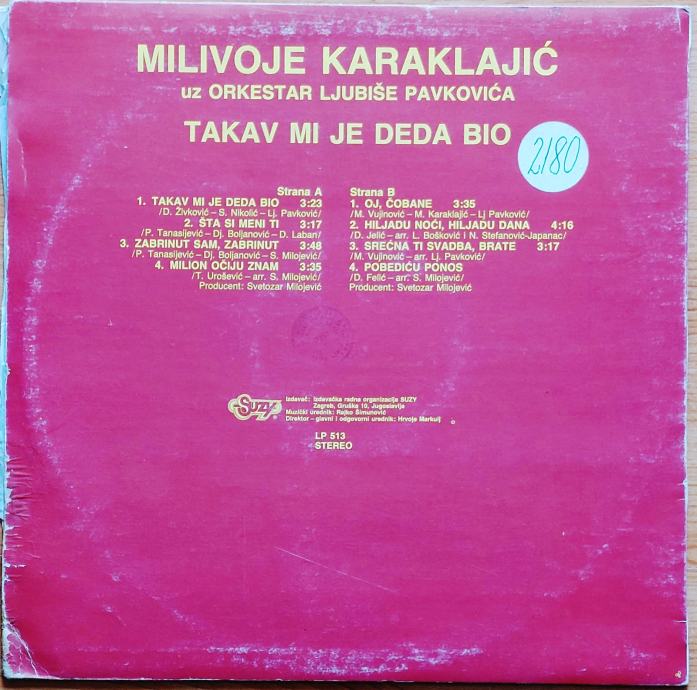 MILIVOJE KARAKLAJIĆ
uz ORKESTAR LJUBIŠE PAVKOVIĆA
TAKAV MI JE DEDA BIO
2180
Strana A
1. TAKAV MI JE DEDA BIO 3:23
/D. Živković – S. Nikolić – Lj. Pavković/
2. ŠTA SI MENI TI 3:17
/P. Tanasijević – Dj. Boljanović – D. Laban/
3. ZABRINUT SAM, ZABRINUT 3:48
/P. Tanasijević – Dj. Boljanović – S. Milojević/
4. MILION OČIJU ZNAM 3:35
/T. Urošević – arr. S. Milojević/
Producent: Svetozar Milojević
Strana B
1. OJ, ČOBANE 3:35
/M. Vujinović – M. Karaklajić – Lj Pavković/
2. HILJADU NOĆI, HILJADU DANA 4:16
/D. Jelić – arr. L. Bošković i N. Stefanović-Japanac/
3. SREĆNA TI SVADBA, BRATE 3:17
/M. Vujinović – arr. Lj. Pavković/
4. POBEDIĆU PONOS
/D. Felić – arr. S. Milojević/
Producent: Svetozar Milojević
SUZY
Izdavač: Izdavačka radna organizacija SUZY
Zagreb, Gruška 10, Jugoslavija
Muzički urednik: Rajko Šimunović
Direktor – glavni i odgovorni urednik: Hrvoje Markulj
LP 513
STEREO